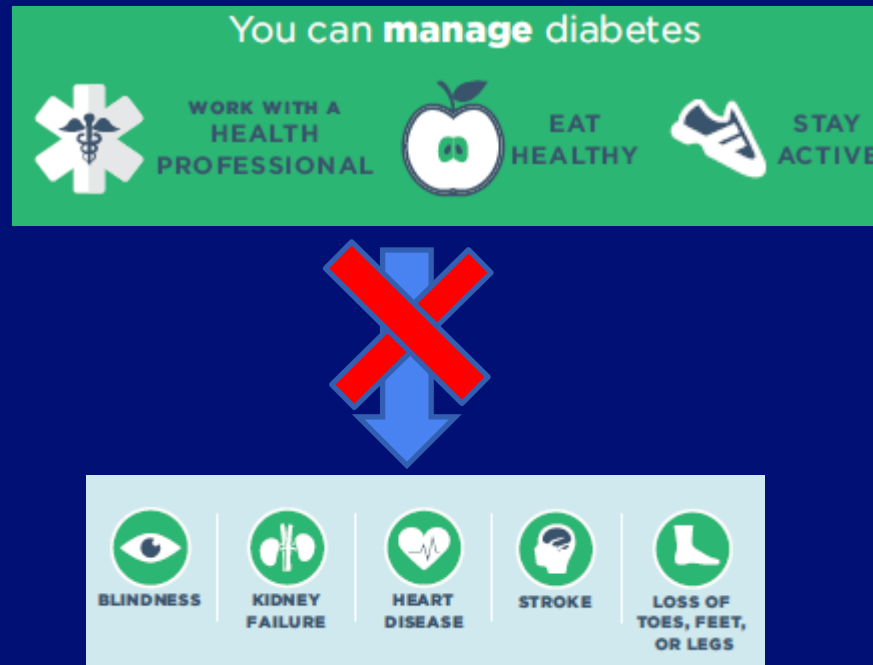 You can manage diabetes
WORK WITH A
HEALTH
PROFESSIONAL
EAT
HEALTHY
STAY
ACTIVE
BLINDNESS
KIDNEY
FAILURE
HEART
DISEASE
STROKE
LOSS OF
TOES, FEET,
OR LEGS